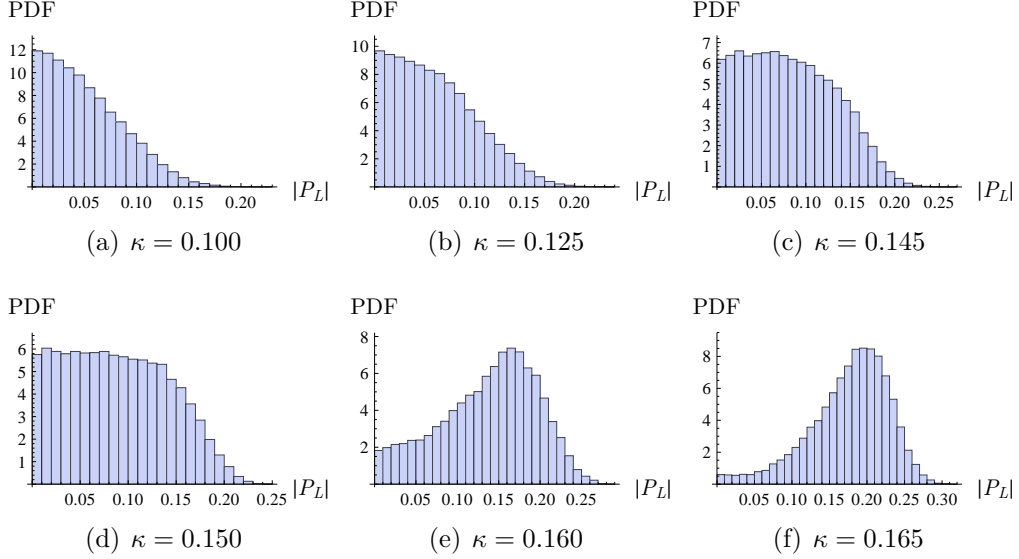 PDF
12
10
8
6
4
2
0.05 0.10 0.15 0.20
|P_L|
(a) κ = 0.100
PDF
10
8
6
4
2
0.05 0.10 0.15 0.20
|P_L|
(b) κ = 0.125
PDF
7
6
5
4
3
2
1
0.05 0.10 0.15 0.20 0.25
|P_L|
(c) κ = 0.145
PDF
6
5
4
3
2
1
0.05 0.10 0.15 0.20 0.25
|P_L|
(d) κ = 0.150
PDF
8
6
4
2
0.05 0.10 0.15 0.20 0.25
|P_L|
(e) κ = 0.160
PDF
8
6
4
2
0.05 0.10 0.15 0.20 0.25 0.30
|P_L|
(f) κ = 0.165